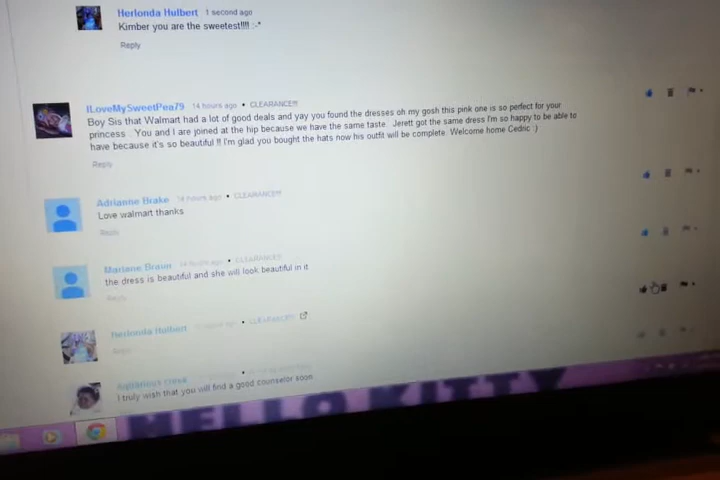 Herlonda Hulbert 1 second ago
Kimber you are the sweetest!!!! :-*
Reply
ILoveMySweetPea79 14 hours ago • CLEARANCE!!!
Boy Sis that Walmart had a lot of good deals and yay you found the dresses oh my gosh this pink one is so perfect for your
princess . You and I are joined at the hip because we have the same taste. Jerett got the same dress I'm so happy to be able to
have because it's so beautiful !! I'm glad you bought the hats now his outfit will be complete. Welcome home Cedric :)
Reply
Adrianne Brake 14 hours ago • CLEARANCE!!!
Love walmart thanks
Reply
Marlene Braun 14 hours ago • CLEARANCE!!!
the dress is beautiful and she will look beautiful in it
Reply
Herlonda Hulbert
Reply
I truly wish that you will find a good counselor soon
HELLO KITTY